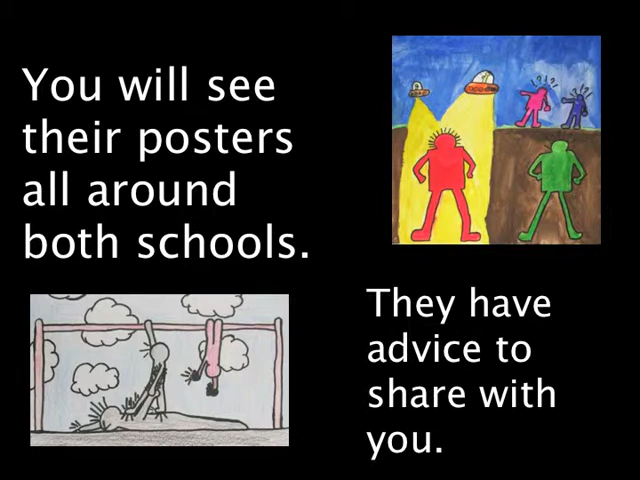 You will see
their posters
all around
both schools.
They have
advice to
share with
you.